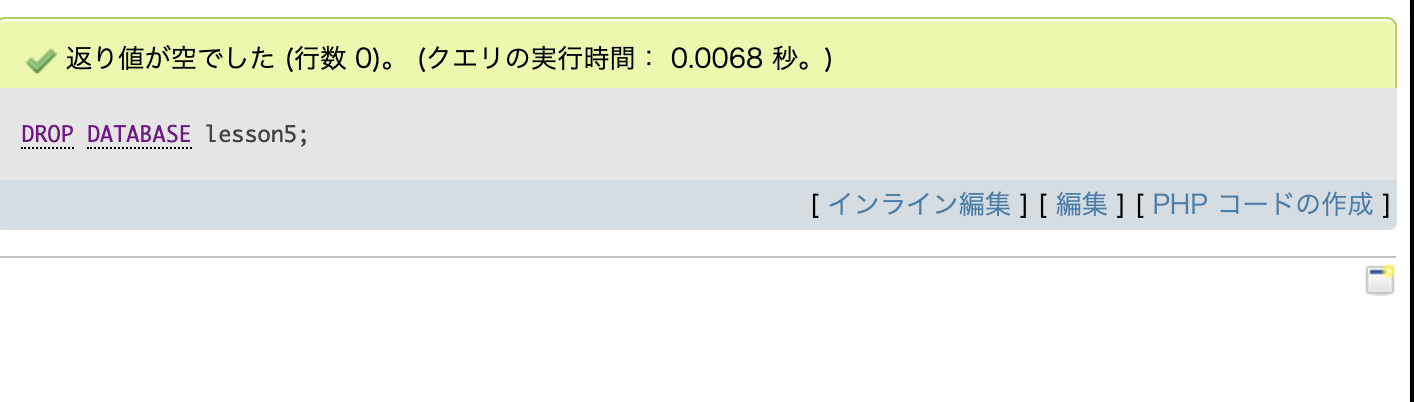 返り値が空でした (行数 0)。 (クエリの実行時間： 0.0068 秒。)
DROP DATABASE lesson5;
[ インライン編集 ] [ 編集 ] [ PHP コードの作成 ]